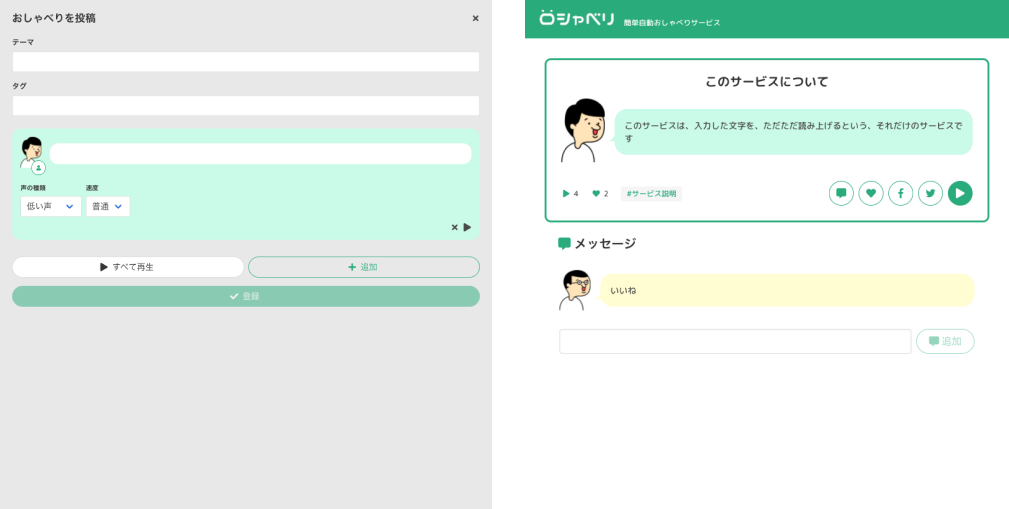 おしゃべりを投稿
テーマ
タグ
声の種類 速度
低い声 普通
すべて再生 追加
登録
Oシャベリ 簡単自動おしゃべりサービス
このサービスについて
このサービスは、入力した文字を、ただただ読み上げるという、それだけのサービスで
す
4 2 #サービス説明
メッセージ
いいね
追加